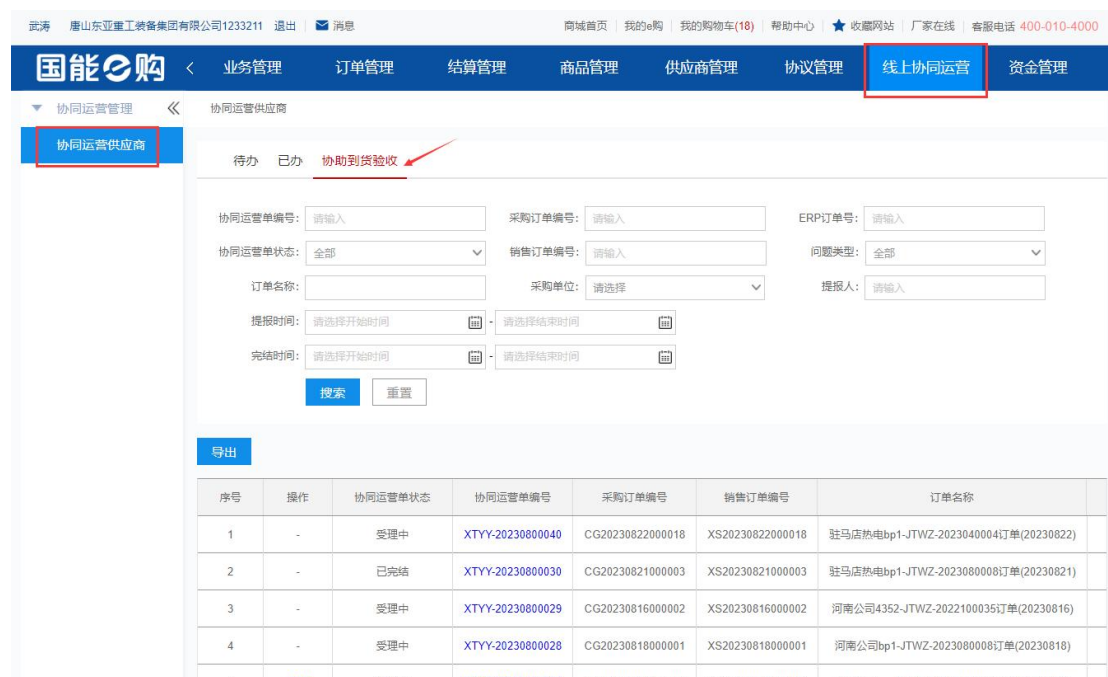 武涛 唐山东亚重工装备集团有限公司1233211 退出 消息 商城首页 我的e购 我的购物车(18) 帮助中心 收藏网站 厂家在线 客服电话 400-010-4000
国能e购 < 业务管理 订单管理 结算管理 商品管理 供应商管理 协议管理 线上协同运营 资金管理
协同运营管理 协同运营供应商
协同运营供应商
待办 已办 协助到货验收
协同运营单编号: 请输入 采购订单编号: 请输入 ERP订单号: 请输入
协同运营单状态: 全部 销售订单编号: 请输入 问题类型: 全部
订单名称: 采购单位: 请选择 提报人: 请输入
提报时间: 请选择开始时间 - 请选择结束时间
完结时间: 请选择开始时间 - 请选择结束时间
搜索 重置
导出
序号 操作 协同运营单状态 协同运营单编号 采购订单编号 销售订单编号 订单名称
1 - 受理中 XTYY-20230800040 CG20230822000018 XS20230822000018 驻马店热电bp1-JTWZ-2023040004订单(20230822)
2 - 已完结 XTYY-20230800030 CG20230821000003 XS20230821000003 驻马店热电bp1-JTWZ-2023080008订单(20230821)
3 - 受理中 XTYY-20230800029 CG20230816000002 XS20230816000002 河南公司4352-JTWZ-2022100035订单(20230816)
4 - 受理中 XTYY-20230800028 CG20230818000001 XS20230818000001 河南公司bp1-JTWZ-2023080008订单(20230818)